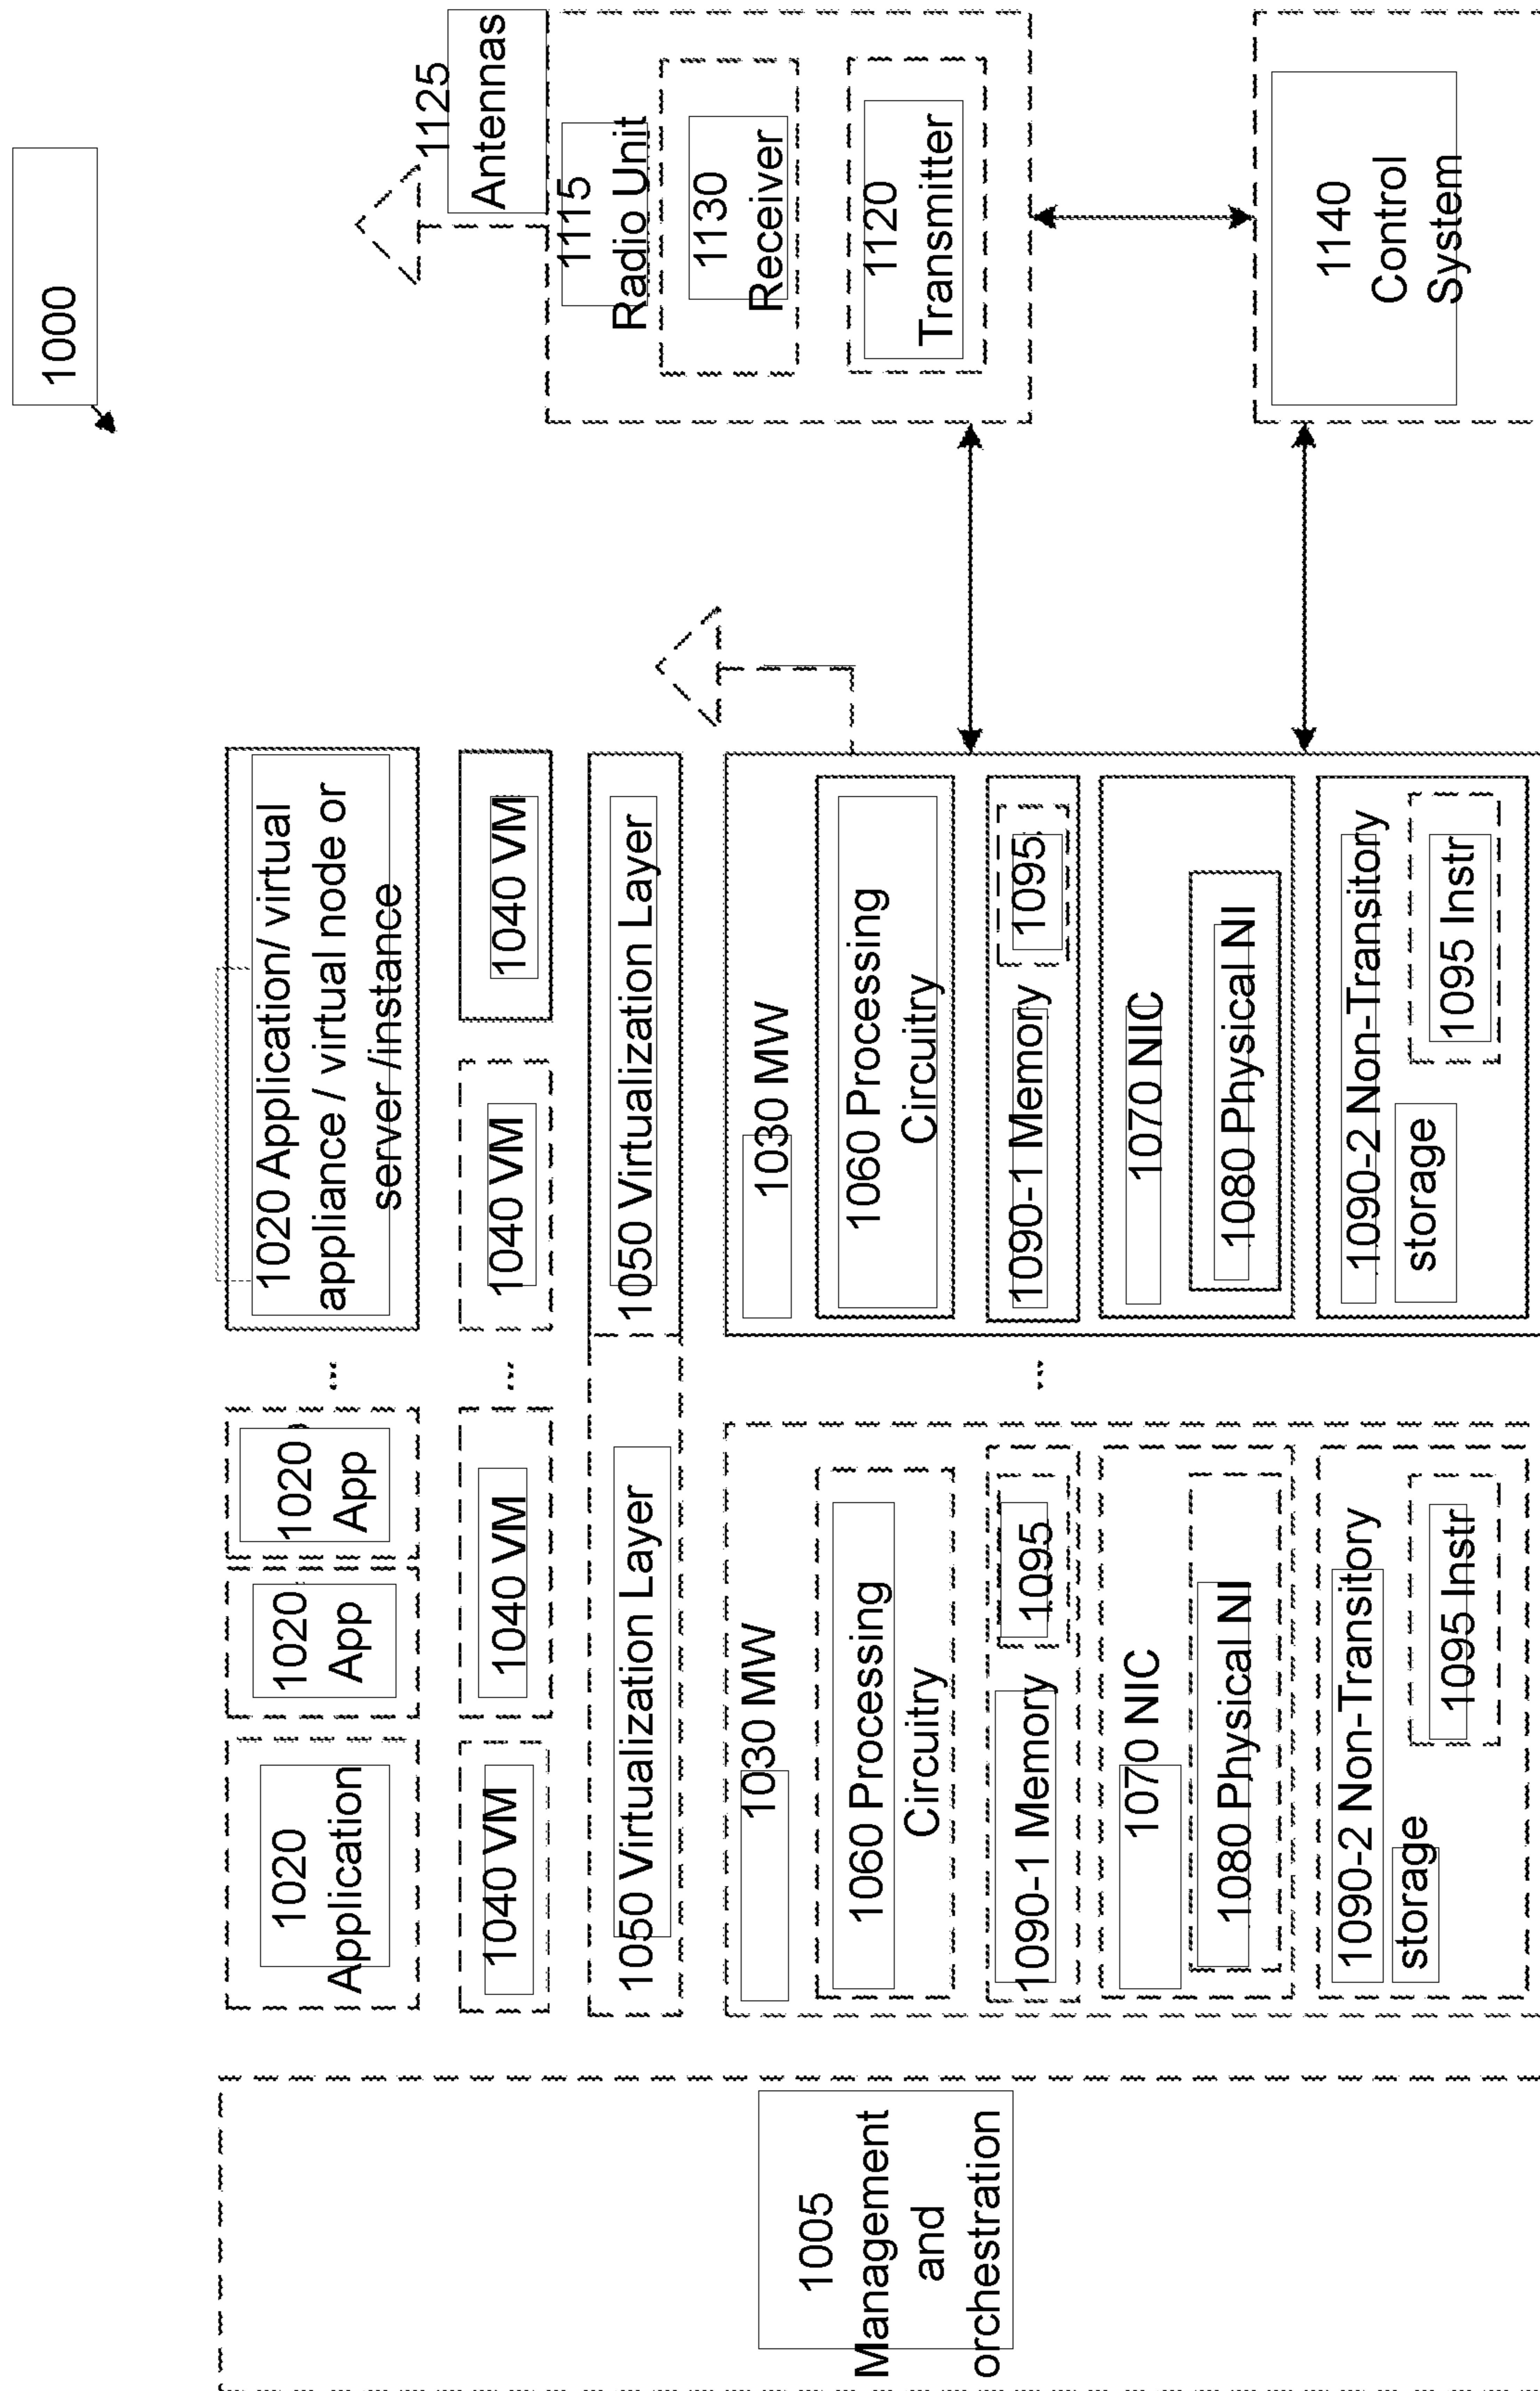 1000
1125
Antennas
1115
Radio Unit
1130
Receiver
1120
Transmitter
1140
Control
System
1020 Application/ virtual
appliance / virtual node or
server /instance
1020
App
1020
App
1020
Application
1040 VM
1040 VM
1040 VM
1040 VM
1050 Virtualization Layer
1050 Virtualization Layer
1030 MW
1060 Processing
Circuitry
1090-1 Memory
1095
1070 NIC
1080 Physical NI
1090-2 Non-Transitory
storage
1095 Instr
...
...
...
1030 MW
1060 Processing
Circuitry
1090-1 Memory
1095
1070 NIC
1080 Physical NI
1090-2 Non-Transitory
storage
1095 Instr
1005
Management
and
orchestration